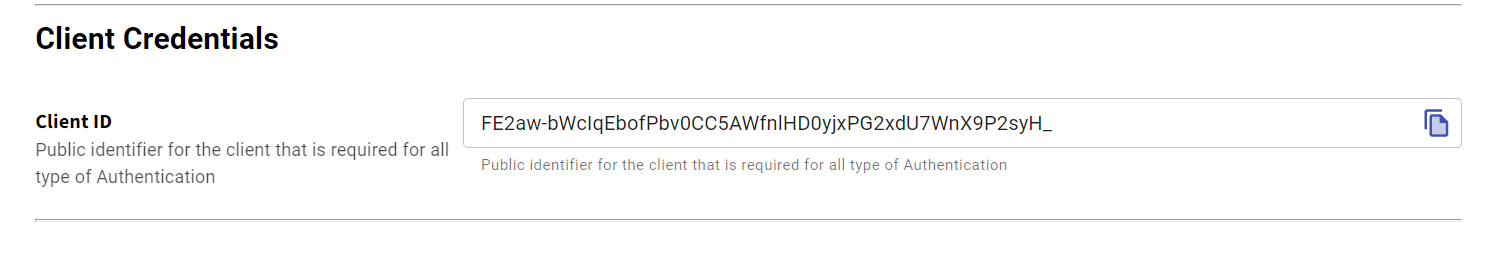 Client Credentials
Client ID
Public identifier for the client that is required for all
type of Authentication
FE2aw-bWcIqEbofPbv0CC5AWfnlHD0yjxPG2xdU7WnX9P2syH_
Public identifier for the client that is required for all type of Authentication